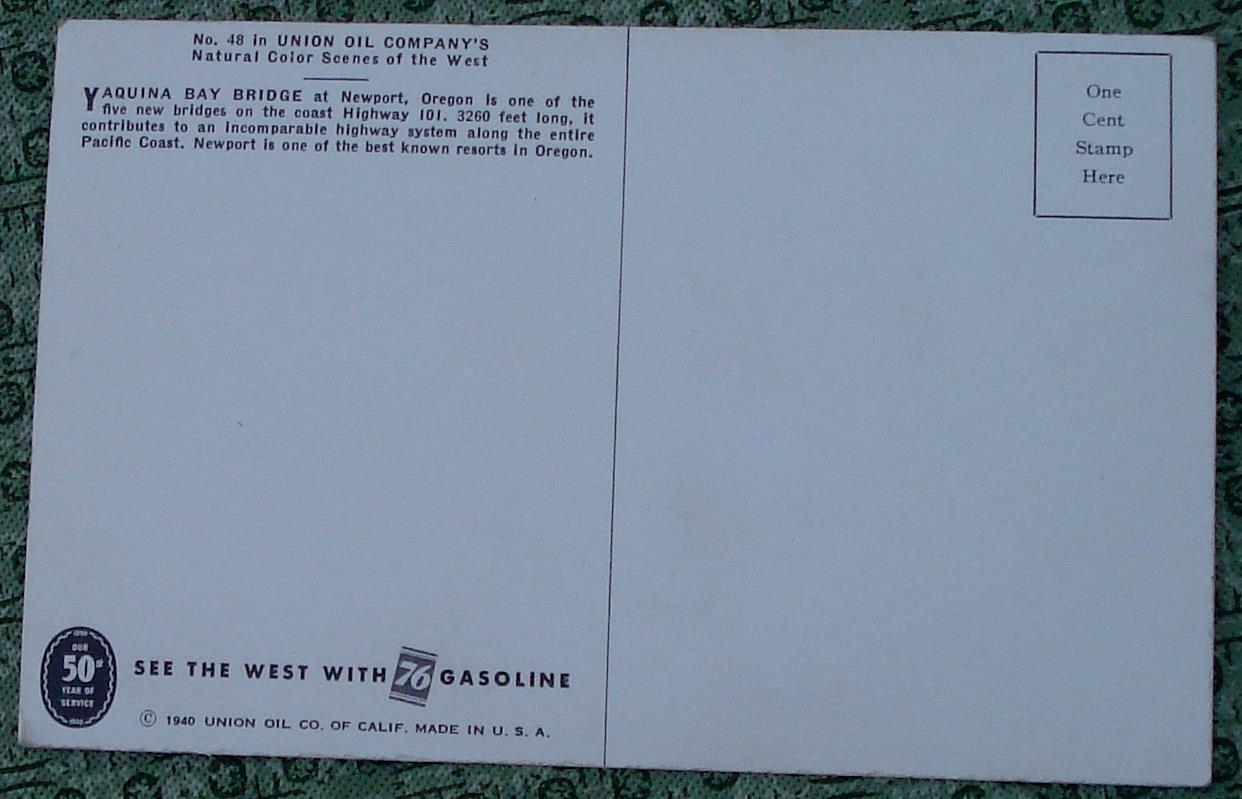 No. 48 in UNION OIL COMPANY'S
Natural Color Scenes of the West
YAQUINA BAY BRIDGE at Newport, Oregon is one of the
five new bridges on the coast Highway 101. 3260 feet long, it
contributes to an incomparable highway system along the entire
Pacific Coast. Newport is one of the best known resorts in Oregon.
One
Cent
Stamp
Here
1890
OUR
50th
YEAR OF
SERVICE
1940
SEE THE WEST WITH 76 GASOLINE
© 1940 UNION OIL CO. OF CALIF. MADE IN U. S. A.